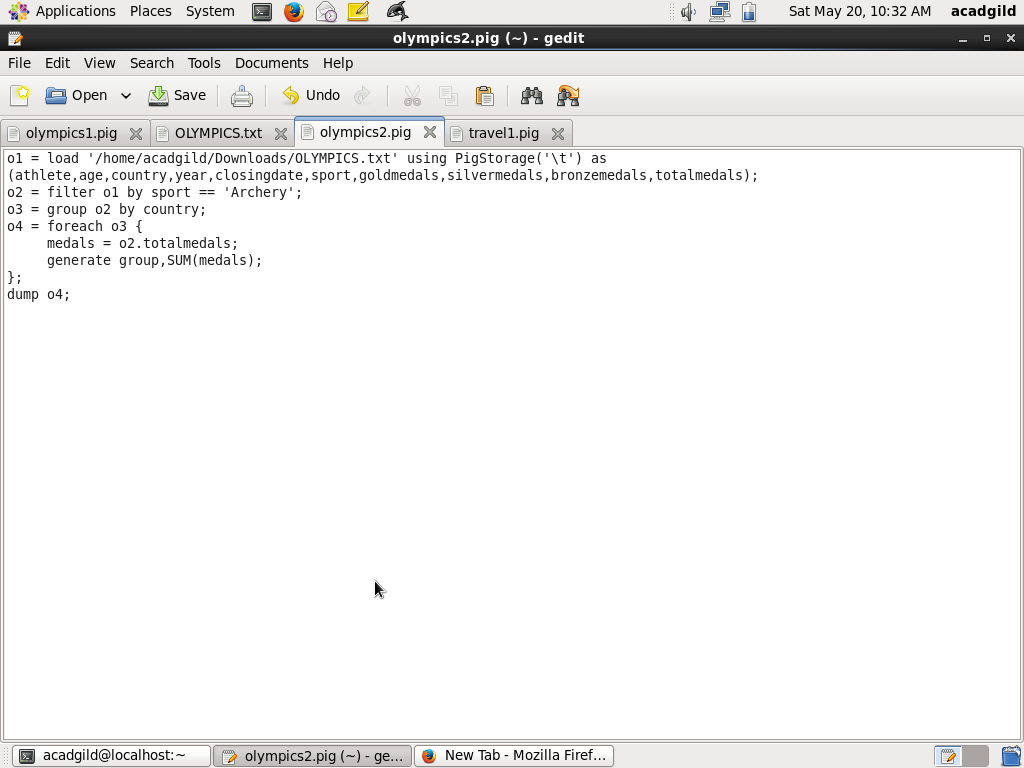 Applications Places System Sat May 20, 10:32 AM acadgild
olympics2.pig (~) - gedit
File Edit View Search Tools Documents Help
Open Save Undo
olympics1.pig OLYMPICS.txt olympics2.pig travel1.pig
o1 = load '/home/acadgild/Downloads/OLYMPICS.txt' using PigStorage('\t') as
(athlete,age,country,year,closingdate,sport,goldmedals,silvermedals,bronzemedals,totalmedals);
o2 = filter o1 by sport == 'Archery';
o3 = group o2 by country;
o4 = foreach o3 {
     medals = o2.totalmedals;
     generate group,SUM(medals);
};
dump o4;
acadgild@localhost:~ olympics2.pig (~) - ge... New Tab - Mozilla Firef...